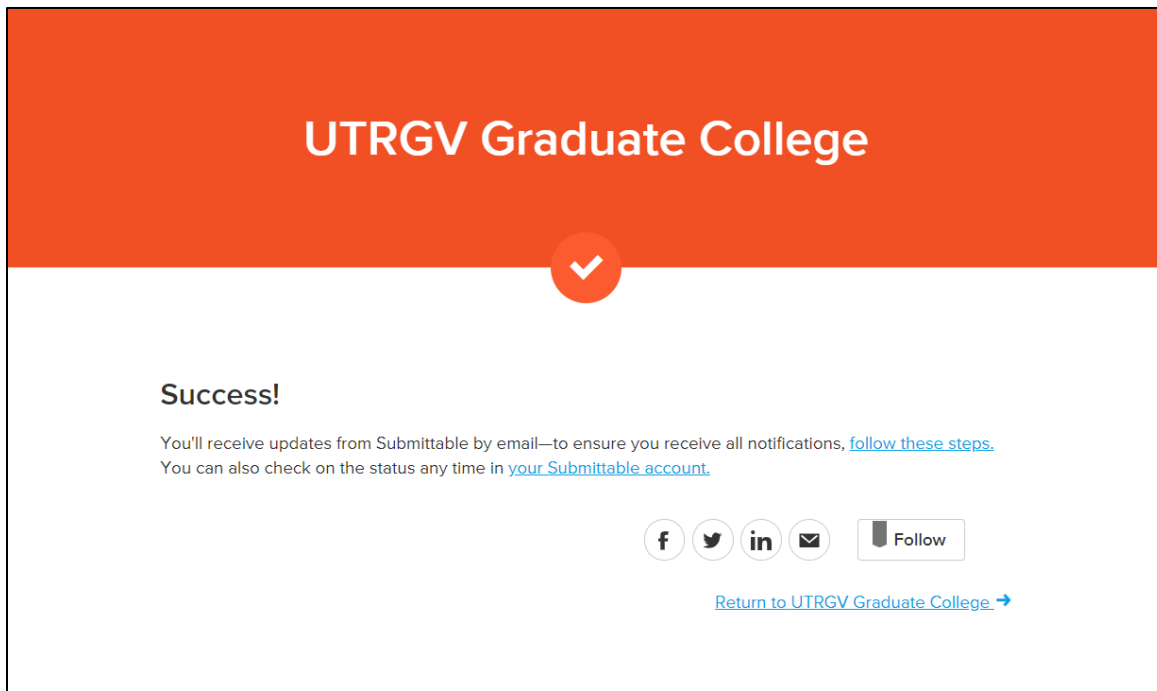 UTRGV Graduate College
Success!
You'll receive updates from Submittable by email—to ensure you receive all notifications, follow these steps.
You can also check on the status any time in your Submittable account.
f in Follow
Return to UTRGV Graduate College